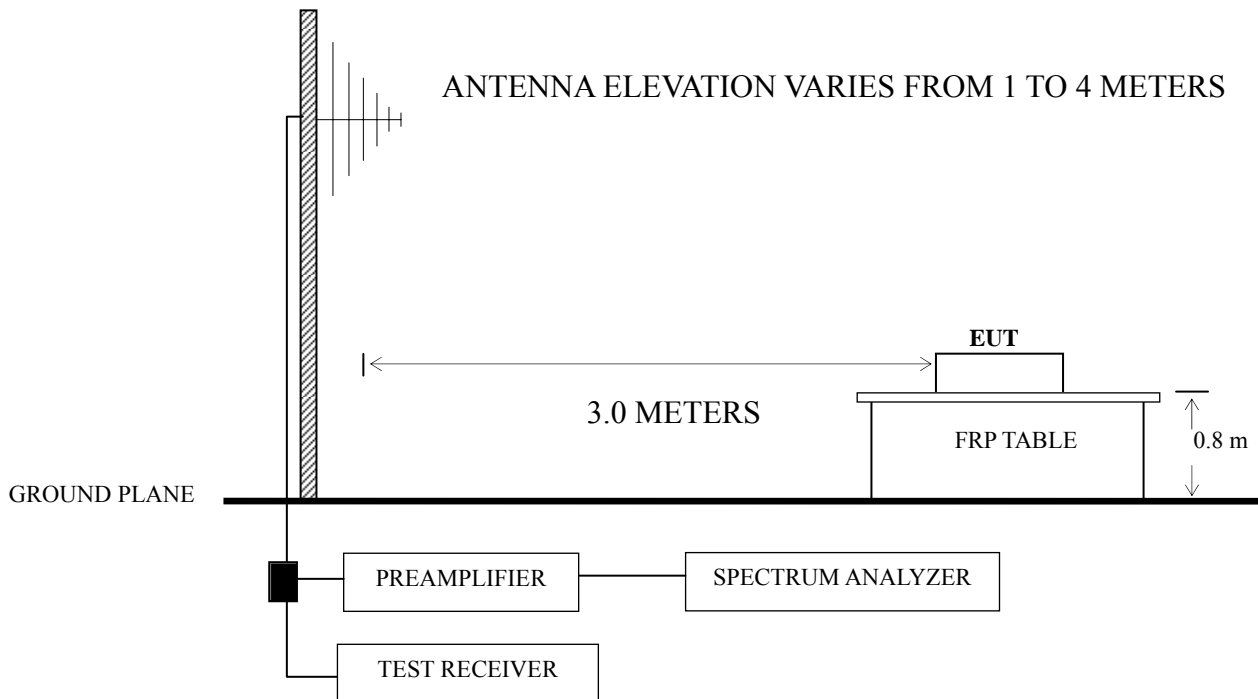 ANTENNA ELEVATION VARIES FROM 1 TO 4 METERS
EUT
3.0 METERS
FRP TABLE
0.8 m
GROUND PLANE
PREAMPLIFIER
SPECTRUM ANALYZER
TEST RECEIVER